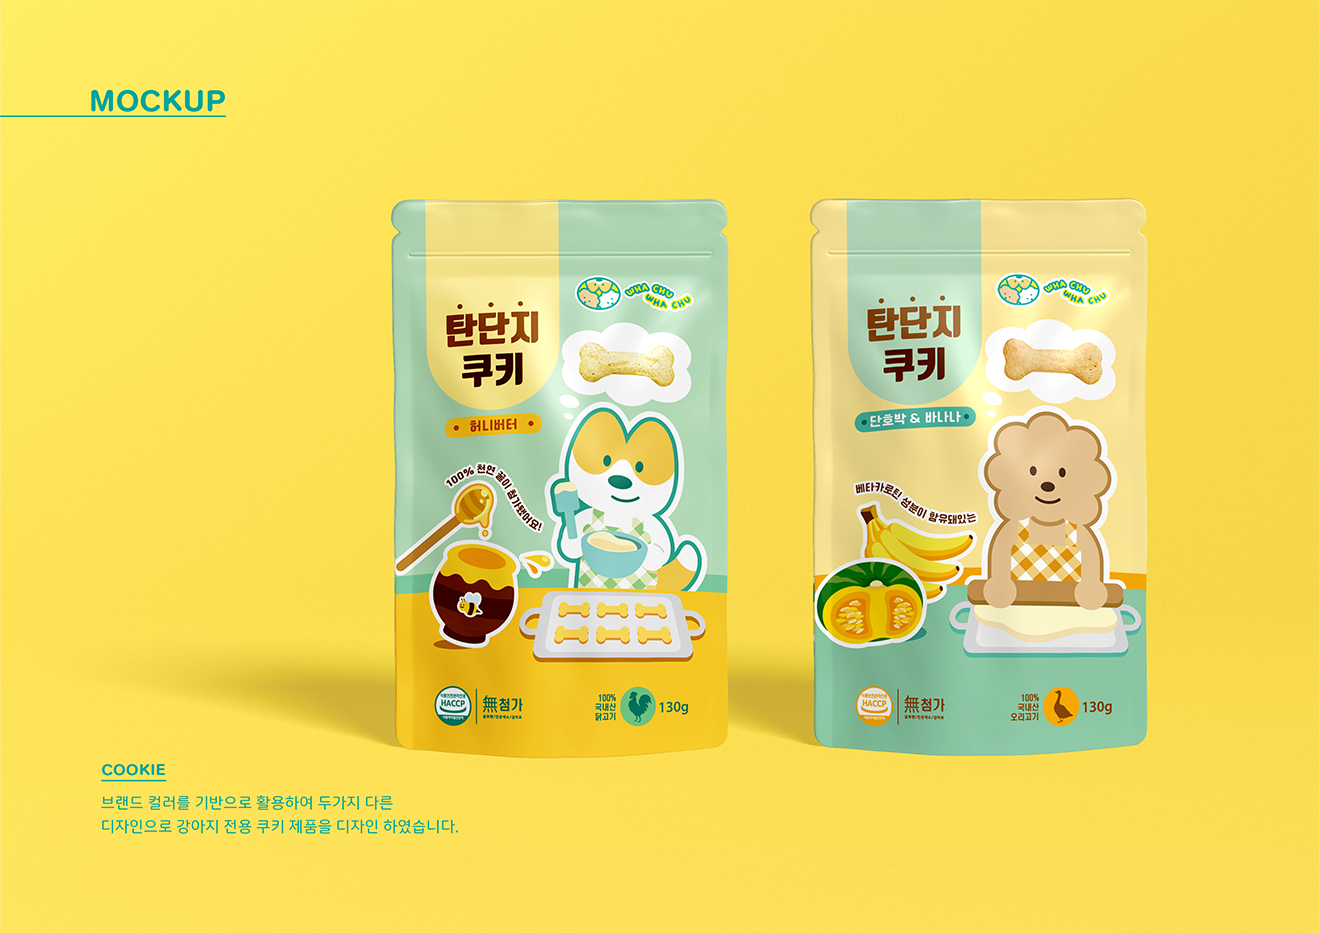 MOCKUP
탄단지
쿠키
허니버터
WHA CHU
WHA CHU
100% 천연 꿀이 첨가됐어요!
HACCP
無첨가
100%
국내산
닭고기
130g
탄단지
쿠키
단호박 & 바나나
WHA CHU
WHA CHU
베타카로틴 성분이 함유돼있는
HACCP
無첨가
100%
국내산
오리고기
130g
COOKIE
브랜드 컬러를 기반으로 활용하여 두가지 다른
디자인으로 강아지 전용 쿠키 제품을 디자인 하였습니다.